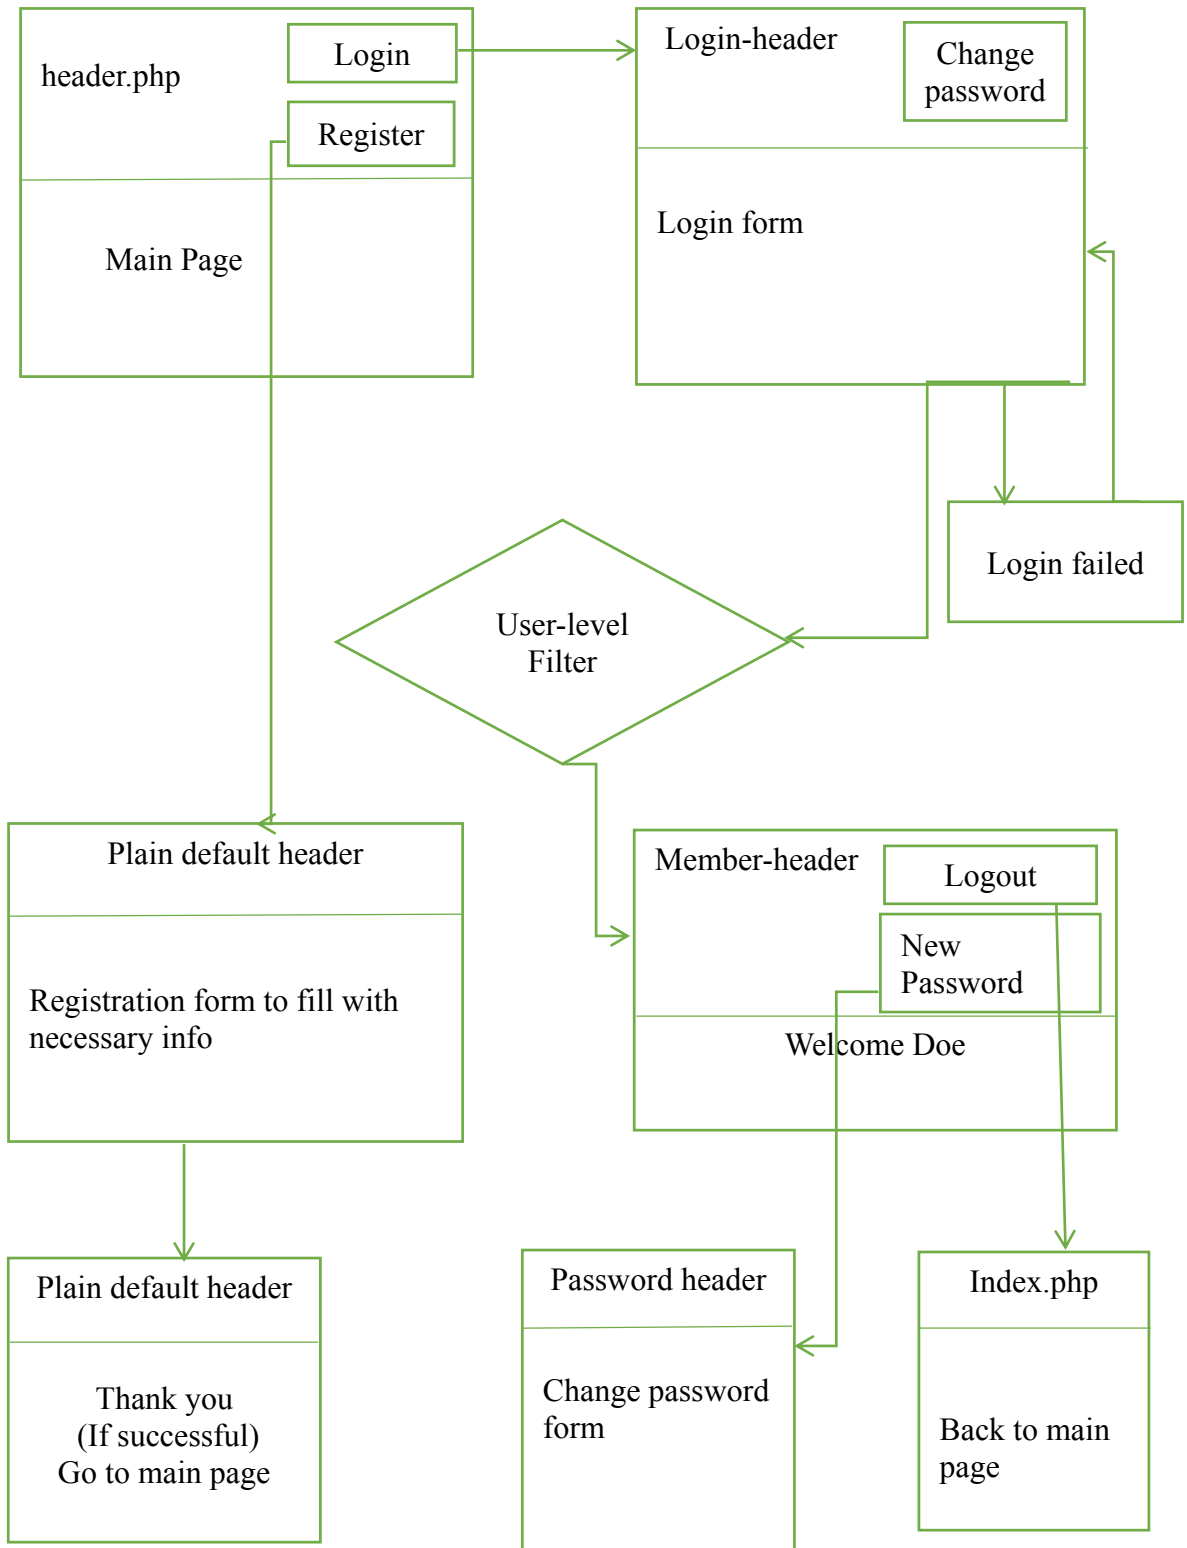 header.php
Login
Register
Main Page
Login-header
Change
password
Login form
Login failed
User-level
Filter
Plain default header
Registration form to fill with
necessary info
Member-header
Logout
New
Password
Welcome Doe
Plain default header
Thank you
(If successful)
Go to main page
Password header
Change password
form
Index.php
Back to main
page